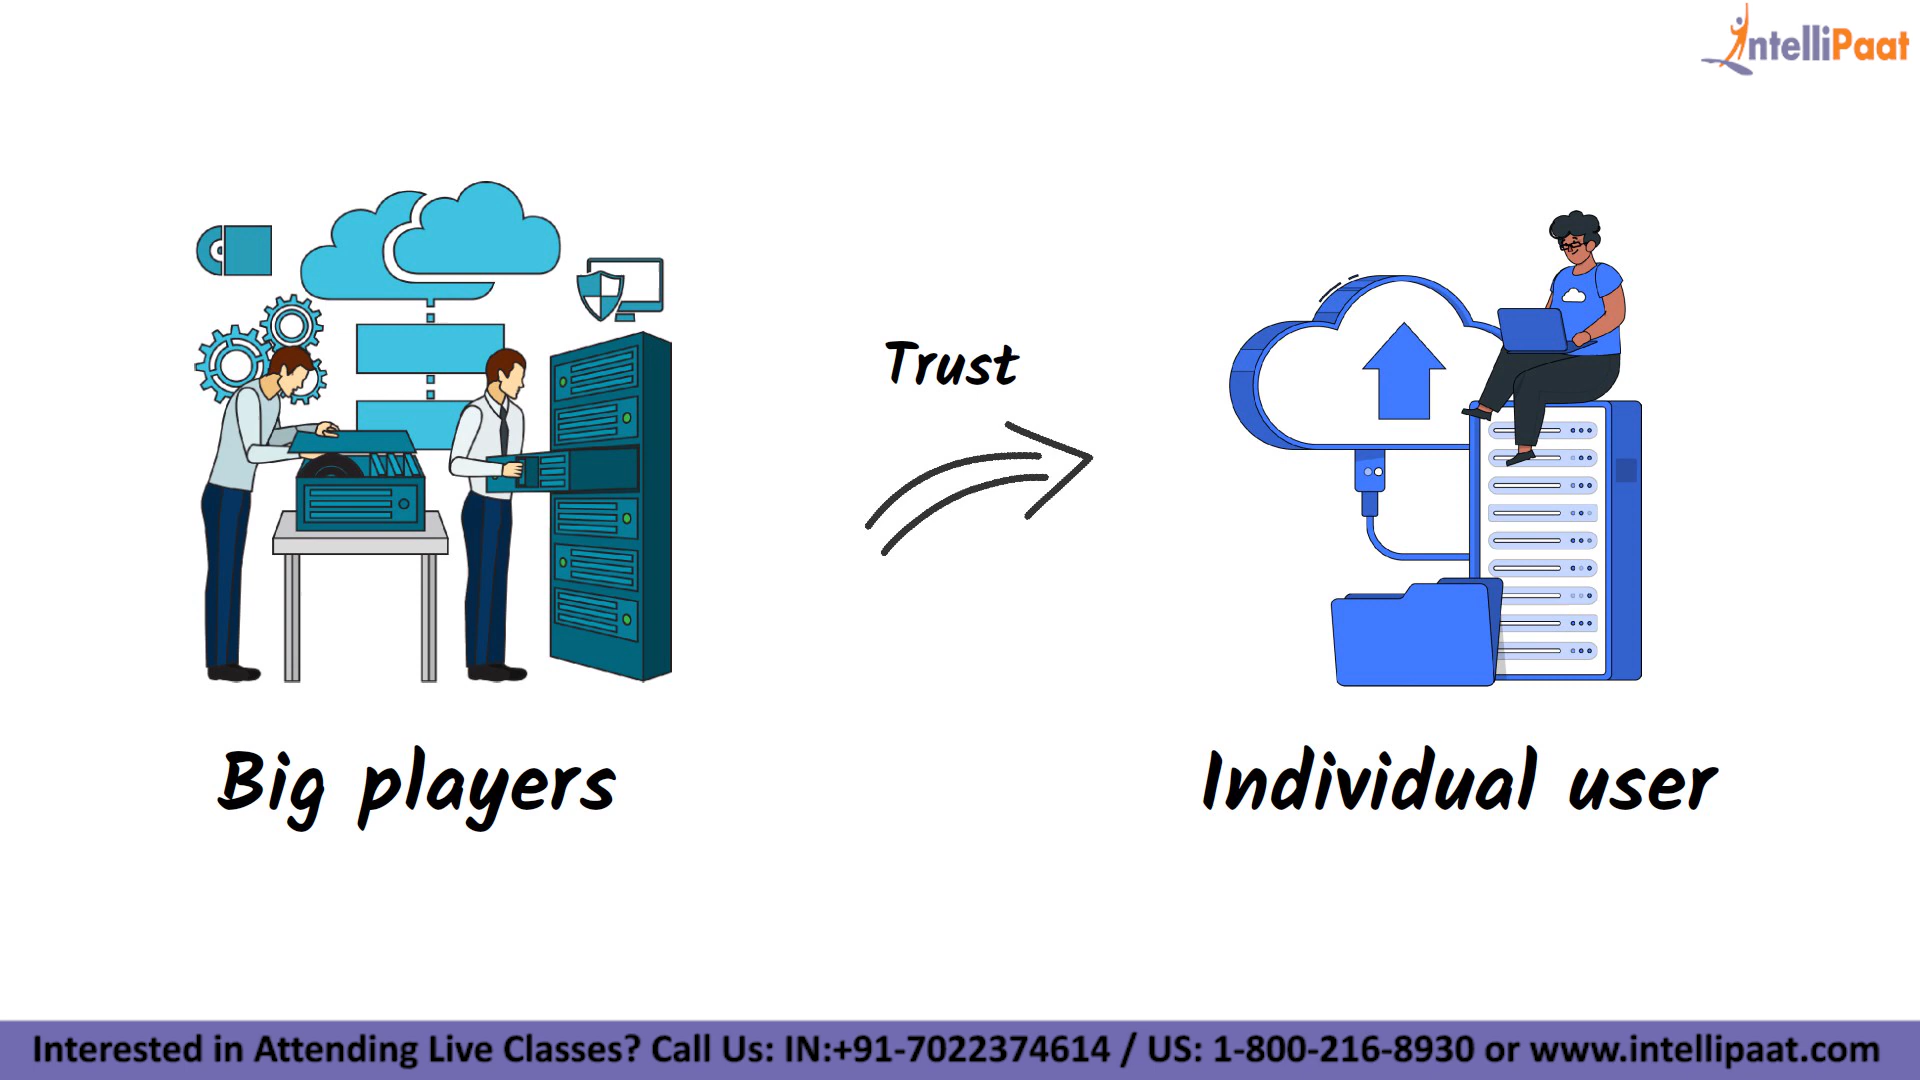 IntelliPaat
Trust
Big players
Individual user
Interested in Attending Live Classes? Call Us: IN:+91-7022374614 / US: 1-800-216-8930 or www.intellipaat.com